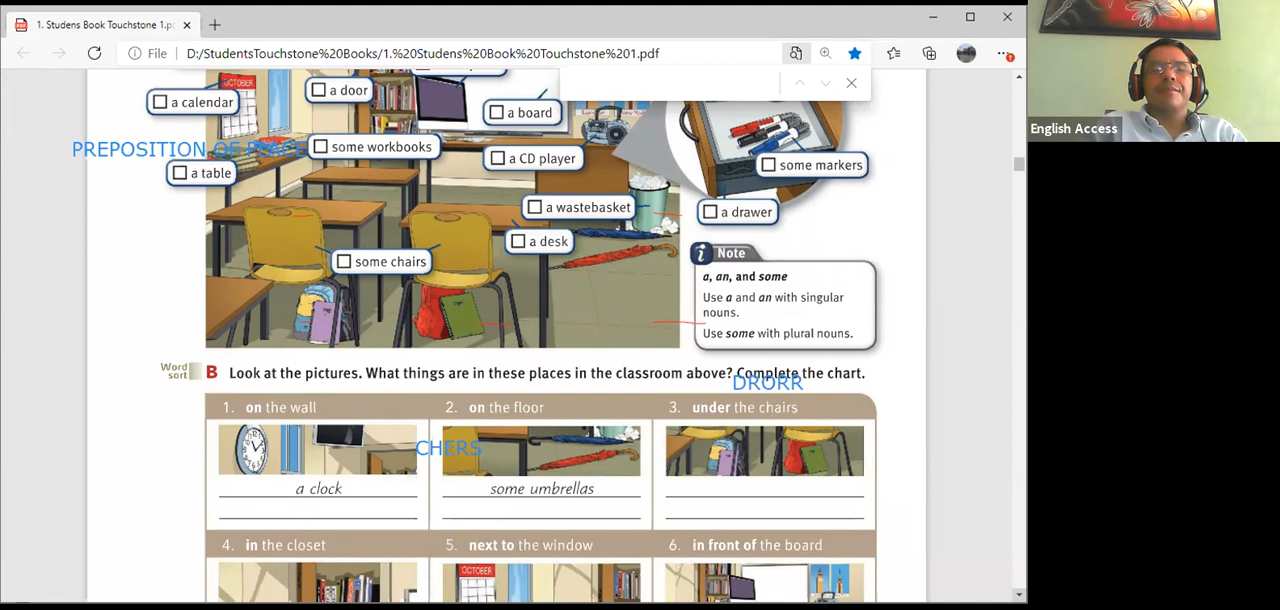 1. Studens Book Touchstone 1.pd
File
D:/StudentsTouchstone%20Books/1.%20Studens%20Book%20Touchstone%201.pdf
English Access
OCTOBER
a calendar
a door
a board
PREPOSITION OF PLACE
some workbooks
a CD player
some markers
a table
a wastebasket
a drawer
a desk
some chairs
Note
a, an, and some
Use a and an with singular
nouns.
Use some with plural nouns.
Word
sort
B Look at the pictures. What things are in these places in the classroom above? Complete the chart.
DRORR
1. on the wall
2. on the floor
3. under the chairs
CHERS
a clock
some umbrellas
4. in the closet
5. next to the window
6. in front of the board
OCTOBER